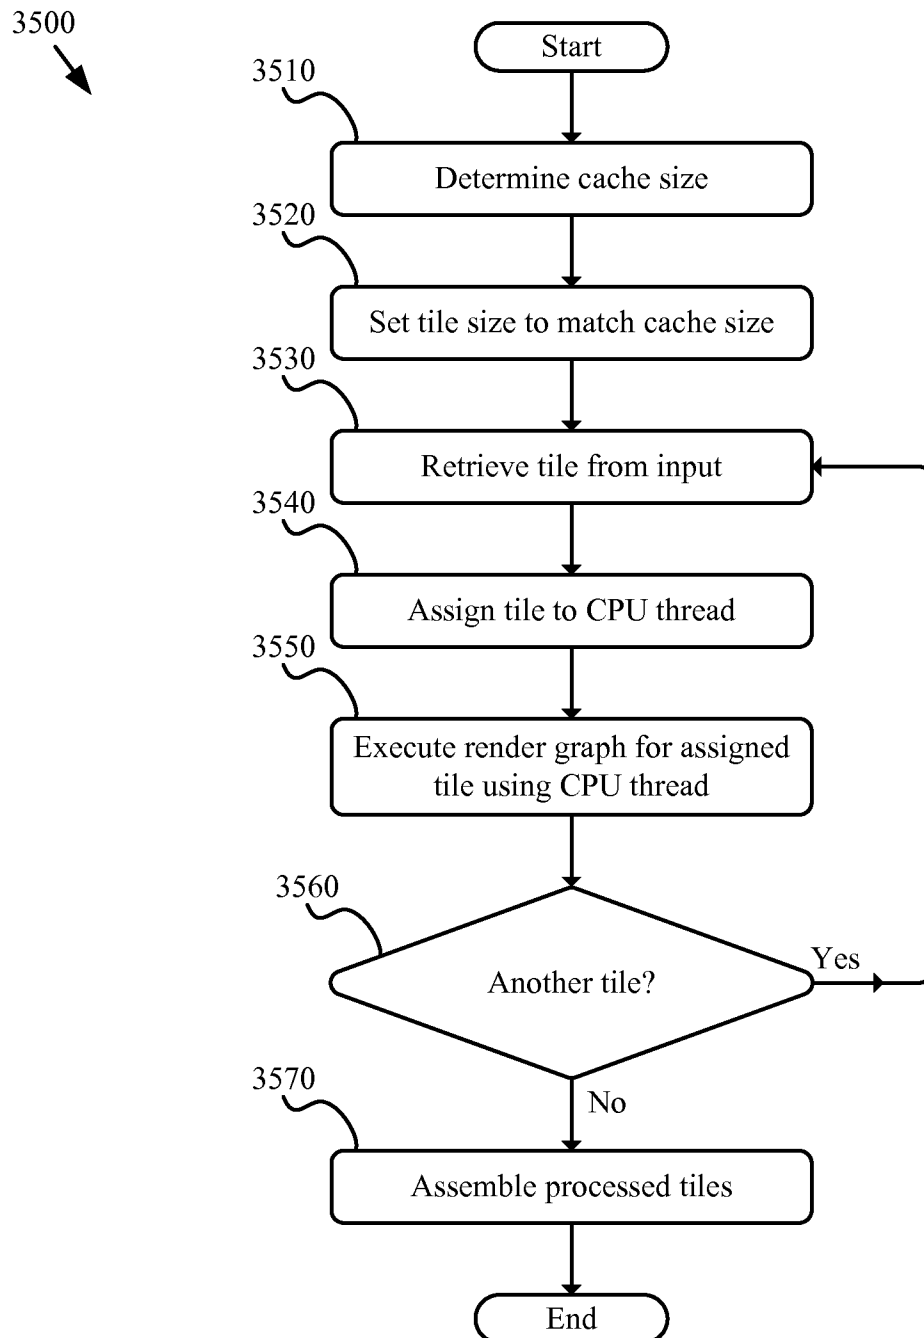 3500
Start
3510
Determine cache size
3520
Set tile size to match cache size
3530
Retrieve tile from input
3540
Assign tile to CPU thread
3550
Execute render graph for assigned
tile using CPU thread
3560
Another tile?
Yes
No
3570
Assemble processed tiles
End